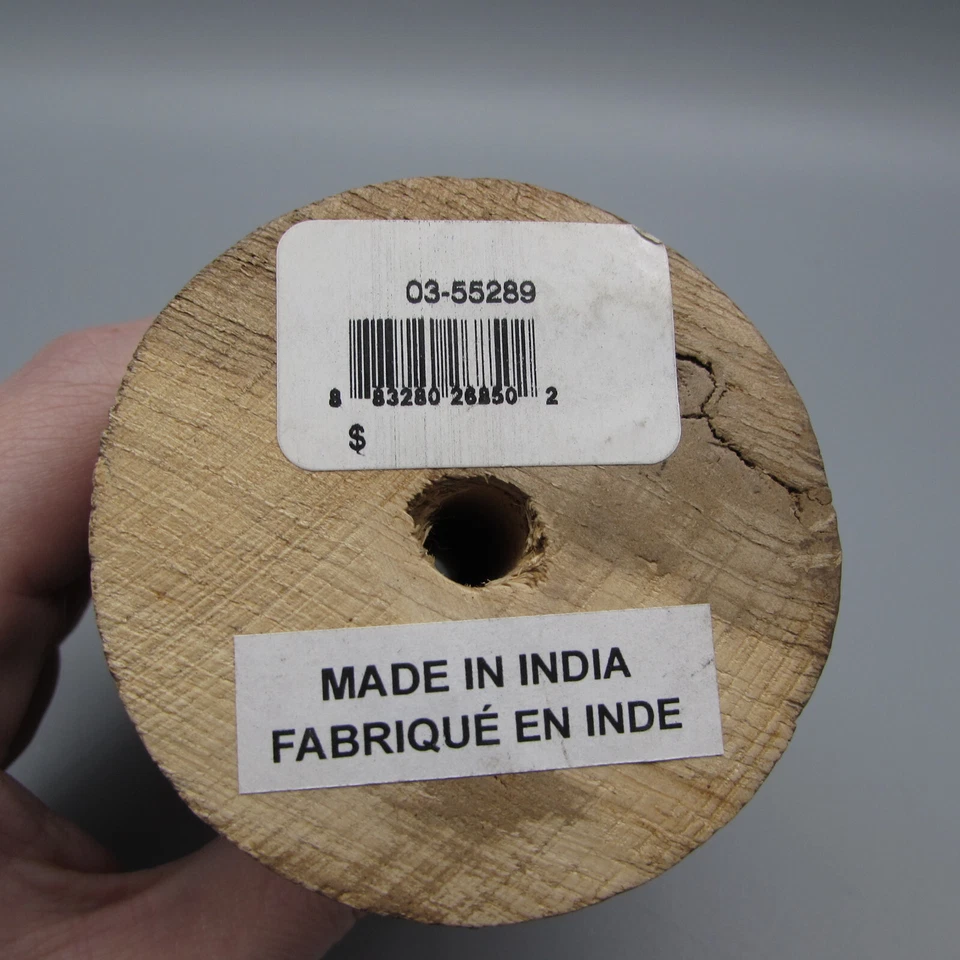 03-55289
8 83280 26850 2
$
MADE IN INDIA
FABRIQUÉ EN INDE